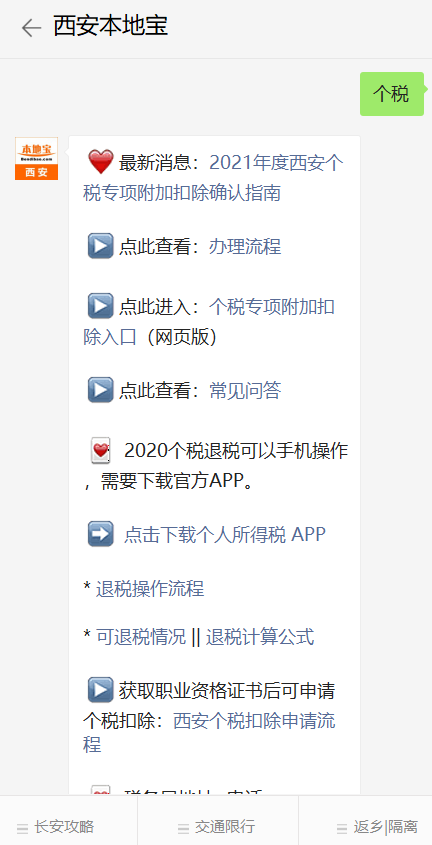 西安本地宝
个税
本地宝
Bendibao.com
西安
最新消息：2021年度西安个
税专项附加扣除确认指南
点此查看：办理流程
点此进入：个税专项附加扣
除入口（网页版）
点此查看：常见问答
2020个税退税可以手机操作
，需要下载官方APP。
点击下载个人所得税 APP
* 退税操作流程
* 可退税情况 || 退税计算公式
获取职业资格证书后可申请
个税扣除：西安个税扣除申请流
程
长安攻略
交通限行
返乡|隔离